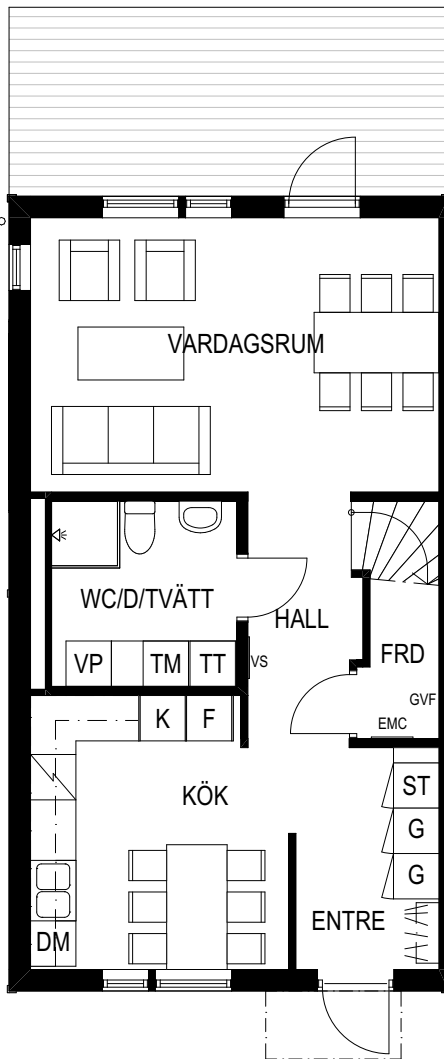 VARDAGSRUM
WC/D/TVÄTT
HALL
VP
TM
TT
VS
FRD
GVF
EMC
K
F
KÖK
ST
G
G
ENTRE
DM